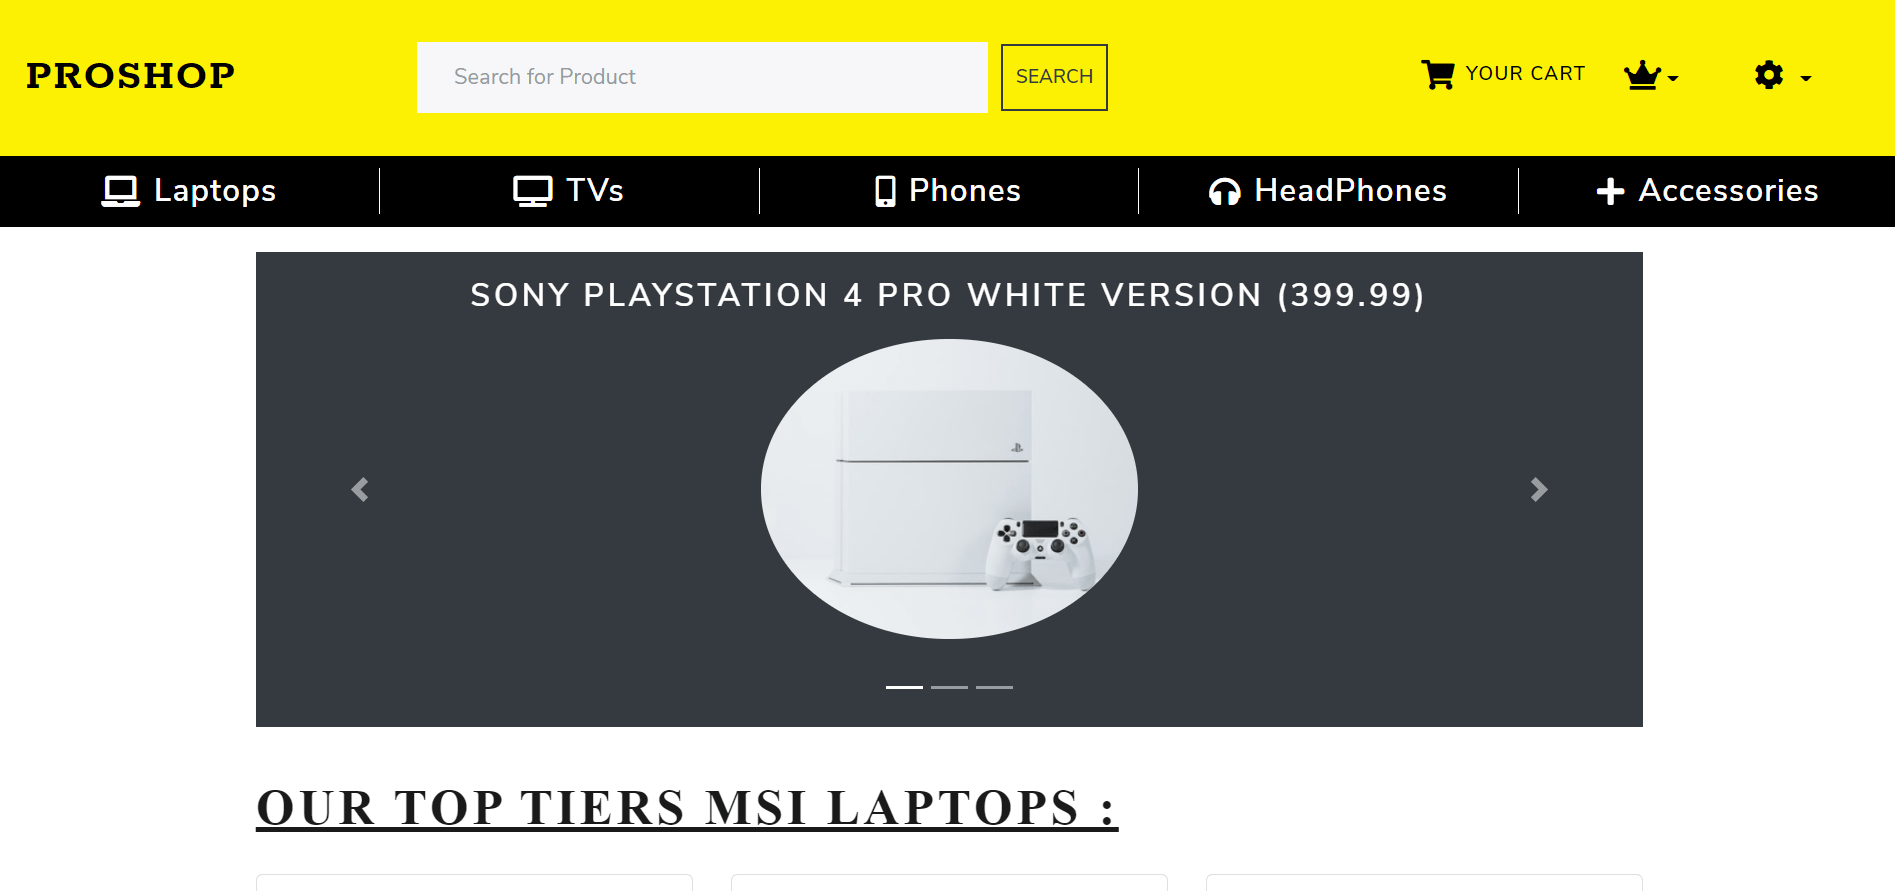 PROSHOP
Search for Product
SEARCH
YOUR CART
Laptops
TVs
Phones
HeadPhones
Accessories
SONY PLAYSTATION 4 PRO WHITE VERSION (399.99)
OUR TOP TIERS MSI LAPTOPS :